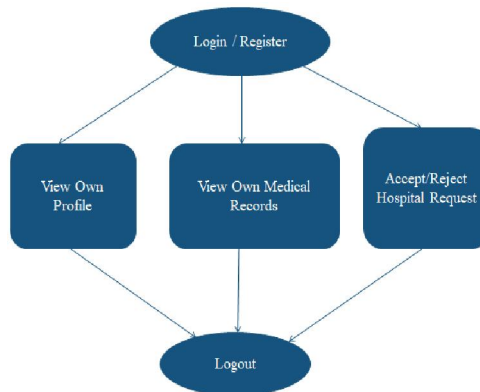 Login / Register
View Own
Profile
View Own Medical
Records
Accept/Reject
Hospital Request
Logout